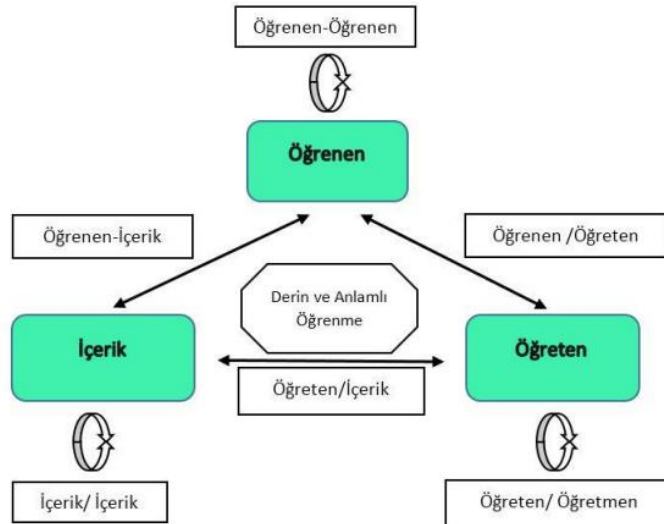 Öğrenen-Öğrenen
Öğrenen
Öğrenen-İçerik
Öğrenen /Öğreten
Derin ve Anlamlı
Öğrenme
İçerik
Öğreten
Öğreten/İçerik
İçerik/ İçerik
Öğreten/ Öğretmen